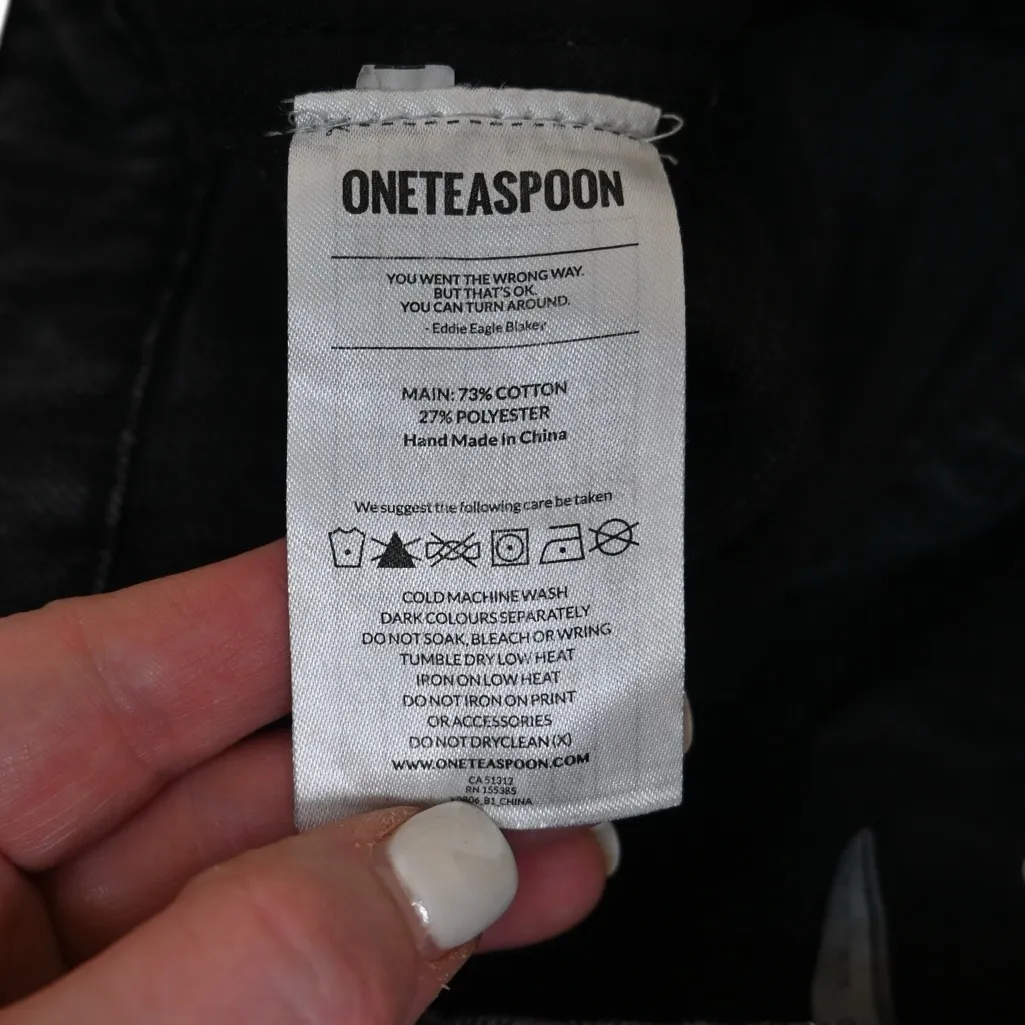 ONETEASPOON
YOU WENT THE WRONG WAY.
BUT THAT'S OK.
YOU CAN TURN AROUND.
- Eddie Eagle Blakey
MAIN: 73% COTTON
27% POLYESTER
Hand Made in China
We suggest the following care be taken
COLD MACHINE WASH
DARK COLOURS SEPARATELY
DO NOT SOAK, BLEACH OR WRING
TUMBLE DRY LOW HEAT
IRON ON LOW HEAT
DO NOT IRON ON PRINT
OR ACCESSORIES
DO NOT DRYCLEAN (X)
WWW.ONETEASPOON.COM
CA 51312
RN 155385
CHINA